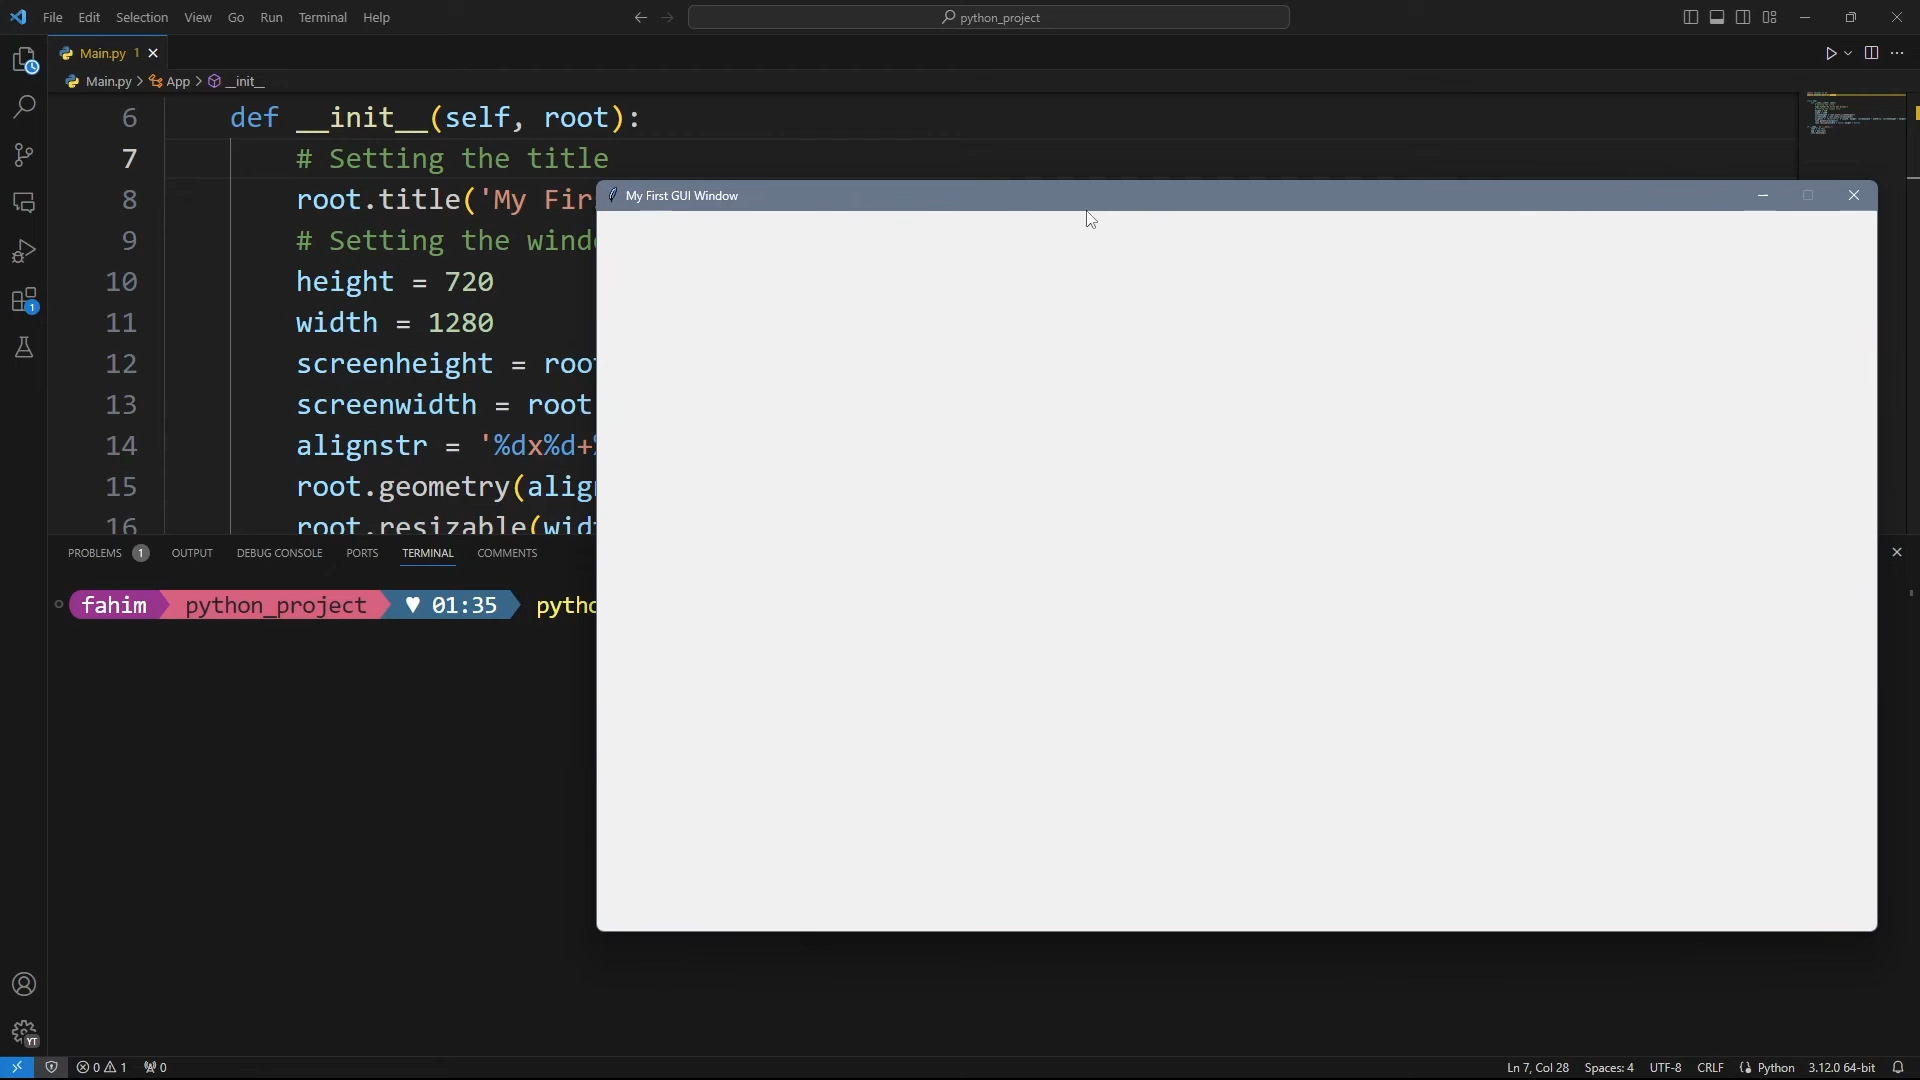 File Edit Selection View Go Run Terminal Help
python_project
Main.py 1
Main.py > App > __init__
6 def __init__(self, root):
7 # Setting the title
8 root.title('My Fir
My First GUI Window
9 # Setting the wind
10 height = 720
11 width = 1280
12 screenheight = roo
13 screenwidth = root
14 alignstr = '%dx%d+
15 root.geometry(alig
16 root.resizable(wid
PROBLEMS 1 OUTPUT DEBUG CONSOLE PORTS TERMINAL COMMENTS
fahim python_project ♥ 01:35 pytho
1
YT
0 1 0 Ln 7, Col 28 Spaces: 4 UTF-8 CRLF Python 3.12.0 64-bit